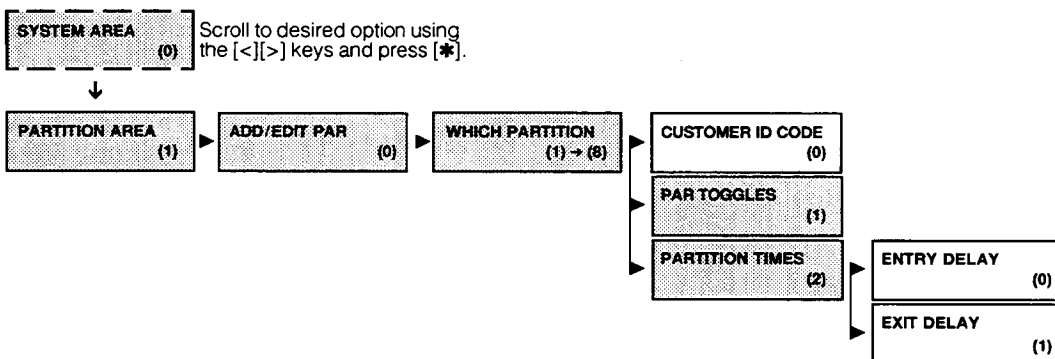 SYSTEM AREA
(0)
Scroll to desired option using
the [<][>] keys and press [✱].
PARTITION AREA
(1)
ADD/EDIT PAR
(0)
WHICH PARTITION
(1) → (8)
CUSTOMER ID CODE
(0)
PAR TOGGLES
(1)
PARTITION TIMES
(2)
ENTRY DELAY
(0)
EXIT DELAY
(1)